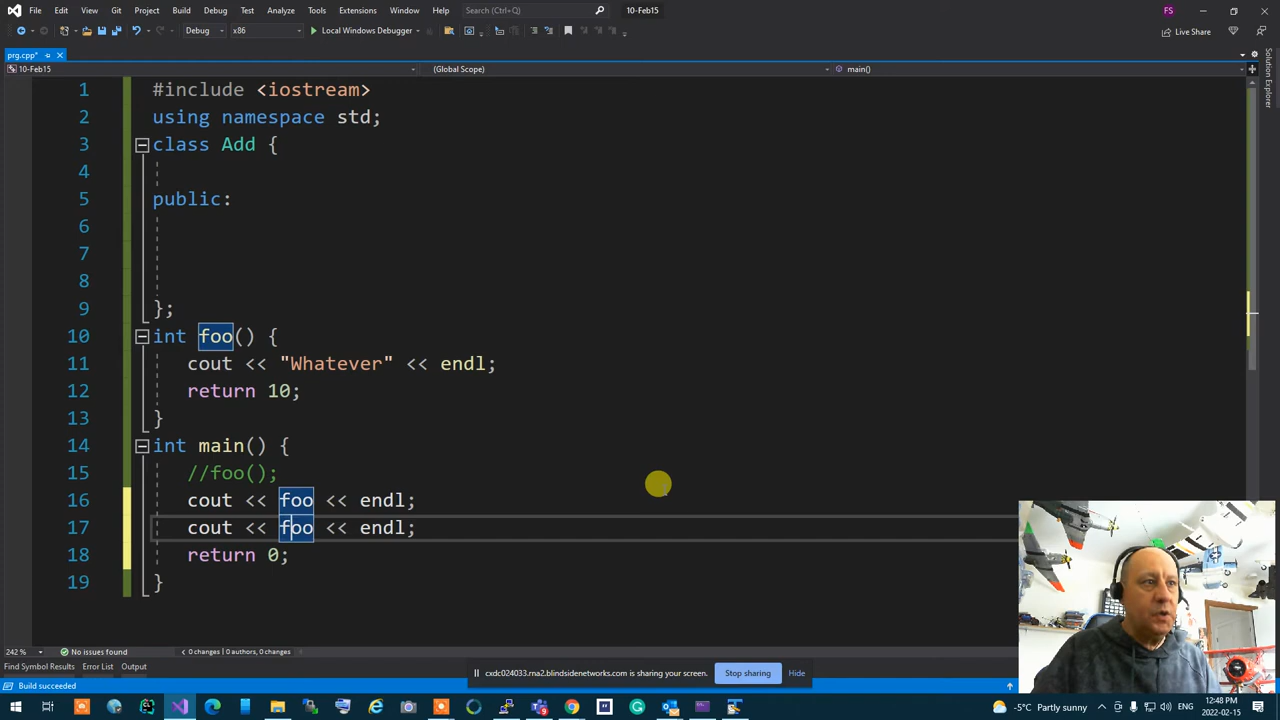 File Edit View Git Project Build Debug Test Analyze Tools Extensions Window Help Search (Ctrl+Q) 10-Feb15 FS
Debug x86 Local Windows Debugger Live Share
prg.cpp*
10-Feb15 (Global Scope) main()
Solution Explorer
1 #include <iostream>
2 using namespace std;
3 class Add {
4
5 public:
6
7
8
9 };
10 int foo() {
11 cout << "Whatever" << endl;
12 return 10;
13 }
14 int main() {
15 //foo();
16 cout << foo << endl;
17 cout << foo << endl;
18 return 0;
19 }
242 % No issues found 0 changes | 0 authors, 0 changes
Find Symbol Results Error List Output
cxdc024033.rna2.blindsidenetworks.com is sharing your screen. Stop sharing Hide
Build succeeded
-5°C Partly sunny ENG 12:48 PM
2022-02-15